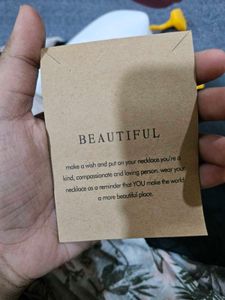 BEAUTIFUL
make a wish and put on your necklace you're a
kind, compassionate and loving person. wear your
necklace as a reminder that YOU make the world
a more beautiful place.